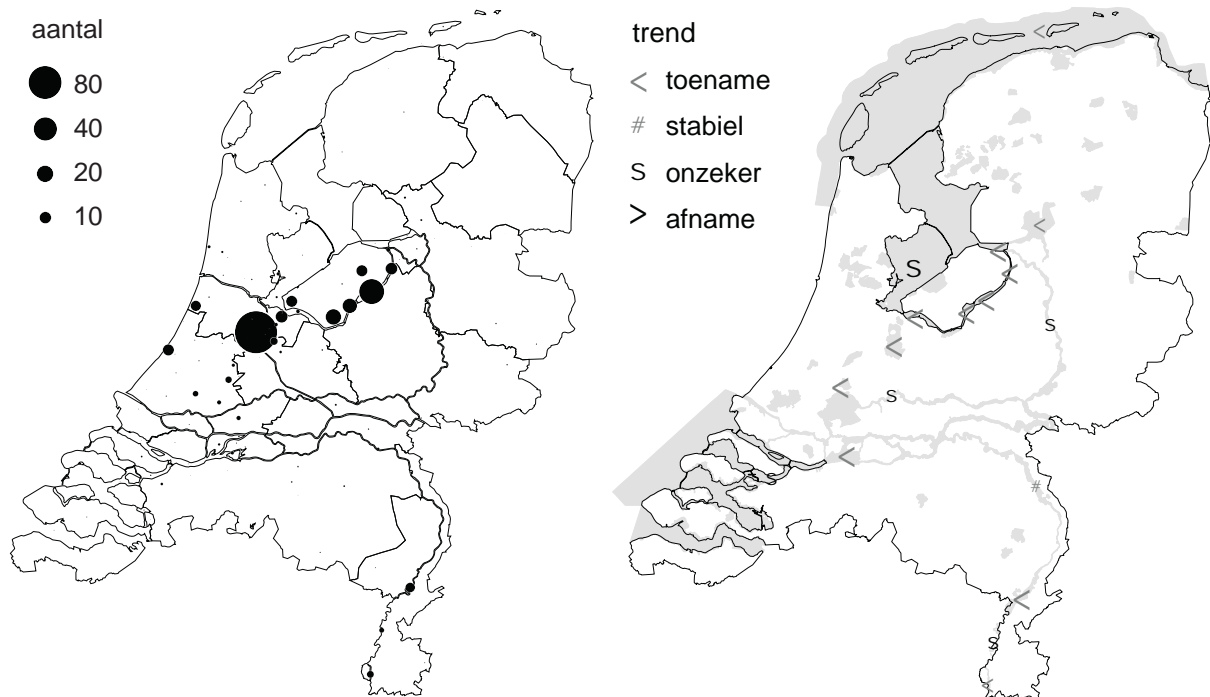 aantal
80
40
20
10
trend
< toename
# stabiel
S onzeker
> afname
<
<
<
<
S
<
<
<
<
S
<
<
S
<
#
<
S
<